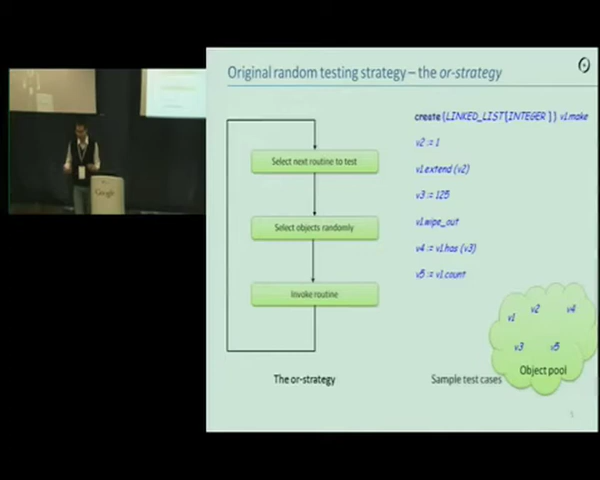 Original random testing strategy – the or-strategy
create {LINKED_LIST[INTEGER ]} v1.make
Select next routine to test
v2 := 1
v1.extend (v2)
v3 := 125
Select objects randomly
v1.wipe_out
v4 := v1.has (v3)
v5 := v1.count
Invoke routine
v1
v2
v4
v3
v5
Object pool
The or-strategy
Sample test cases
Google